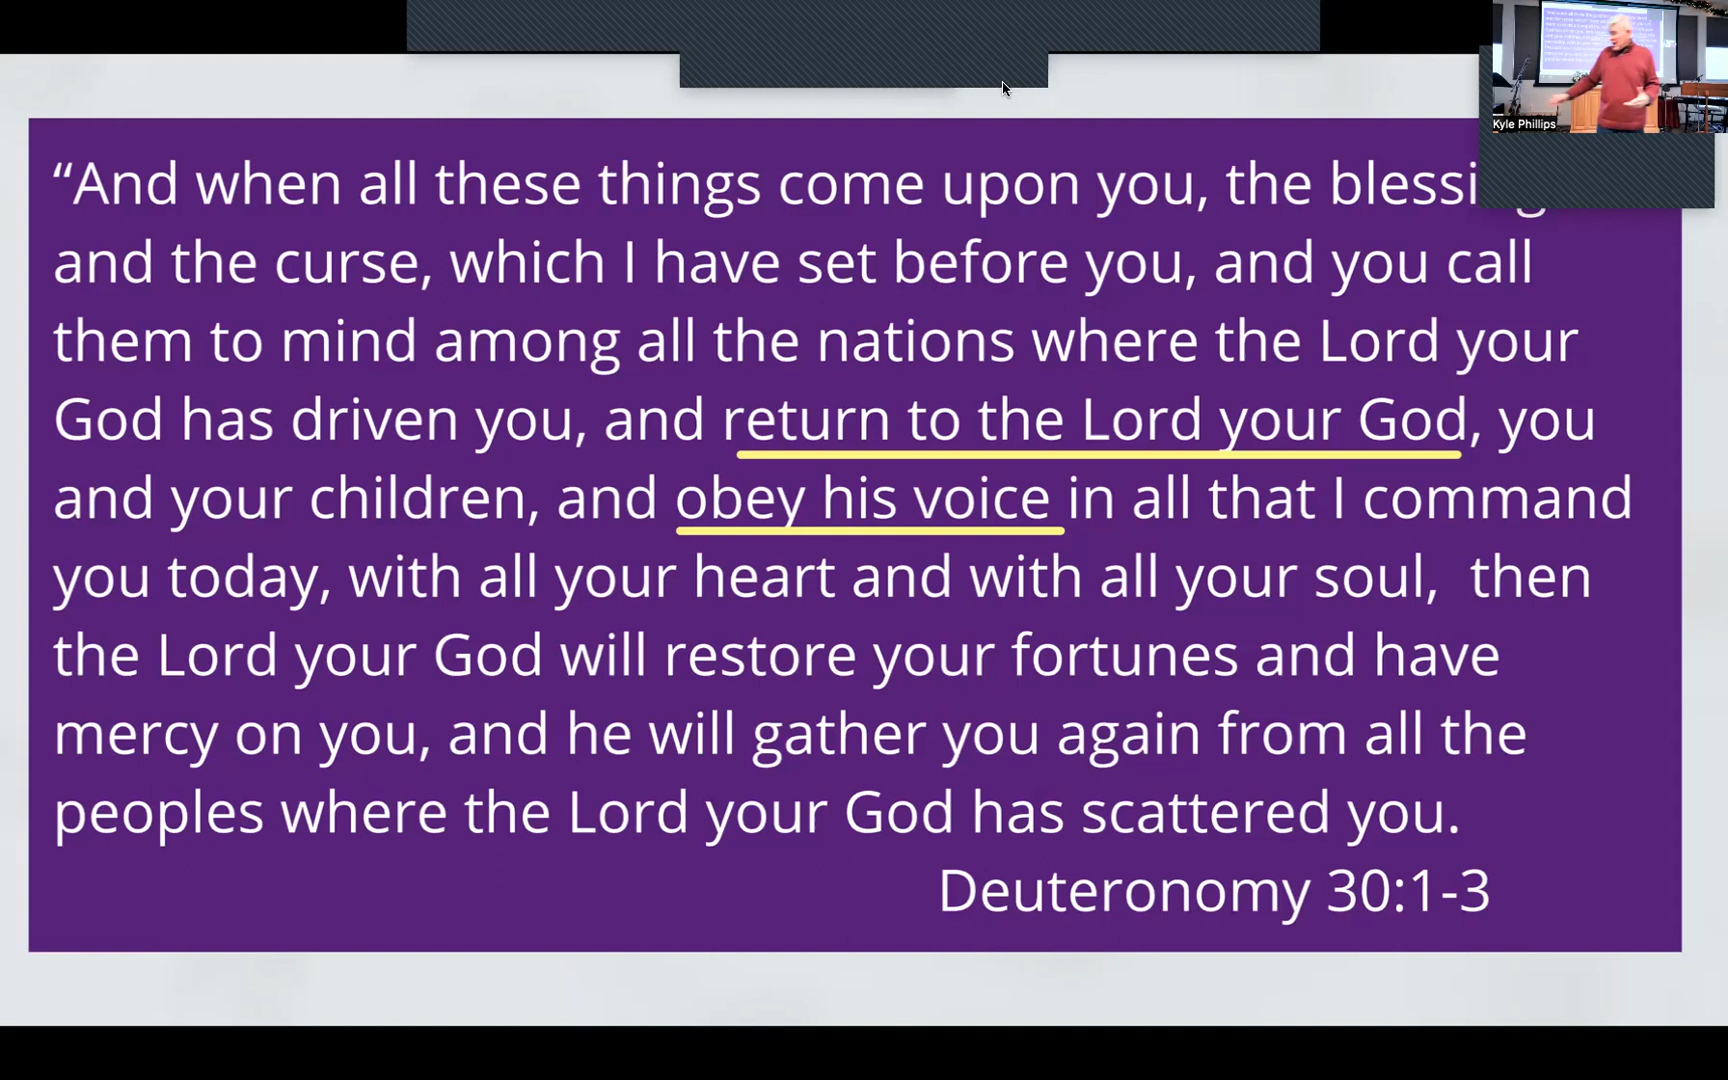 Kyle Phillips
“And when all these things come upon you, the
and the curse, which I have set before you, and you call
them to mind among all the nations where the Lord your
God has driven you, and return to the Lord your God, you
and your children, and obey his voice in all that I command
you today, with all your heart and with all your soul,  then
the Lord your God will restore your fortunes and have
mercy on you, and he will gather you again from all the
peoples where the Lord your God has scattered you.
Deuteronomy 30:1-3